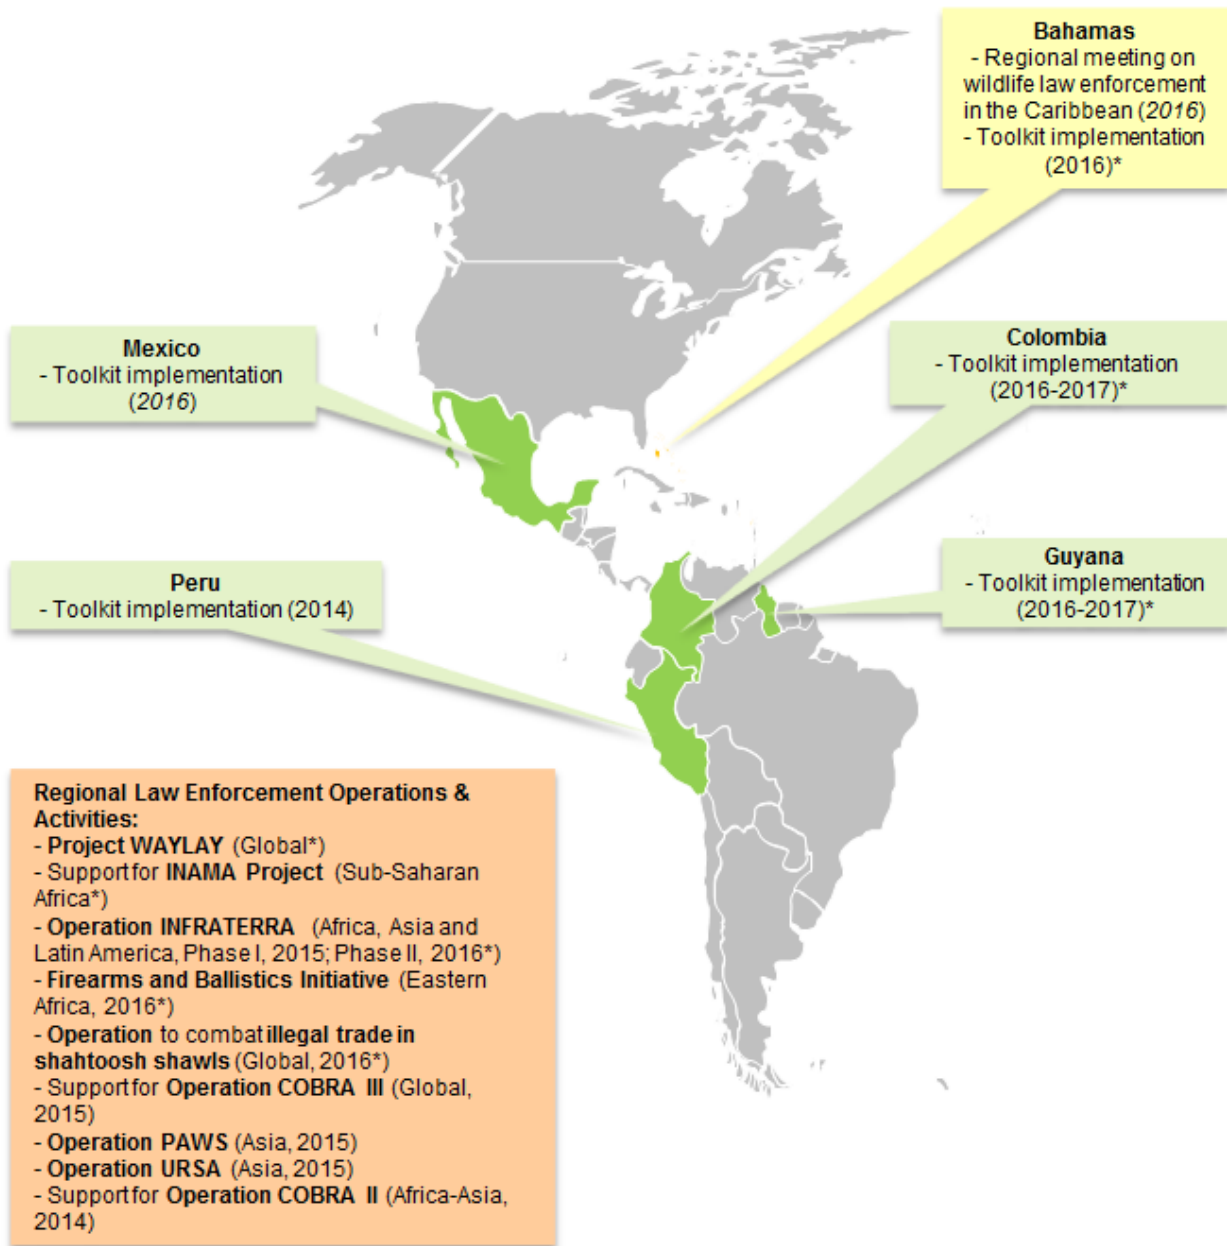 Bahamas
- Regional meeting on
wildlife law enforcement
in the Caribbean (2016)
- Toolkit implementation
(2016)*
Mexico
- Toolkit implementation
(2016)
Colombia
- Toolkit implementation
(2016-2017)*
Peru
- Toolkit implementation (2014)
Guyana
- Toolkit implementation
(2016-2017)*
Regional Law Enforcement Operations &
Activities:
- Project WAYLAY (Global*)
- Support for INAMA Project (Sub-Saharan
Africa*)
- Operation INFRATERRA (Africa, Asia and
Latin America, Phase I, 2015; Phase II, 2016*)
- Firearms and Ballistics Initiative (Eastern
Africa, 2016*)
- Operation to combat illegal trade in
shahtoosh shawls (Global, 2016*)
- Support for Operation COBRA III (Global,
2015)
- Operation PAWS (Asia, 2015)
- Operation URSA (Asia, 2015)
- Support for Operation COBRA II (Africa-Asia,
2014)